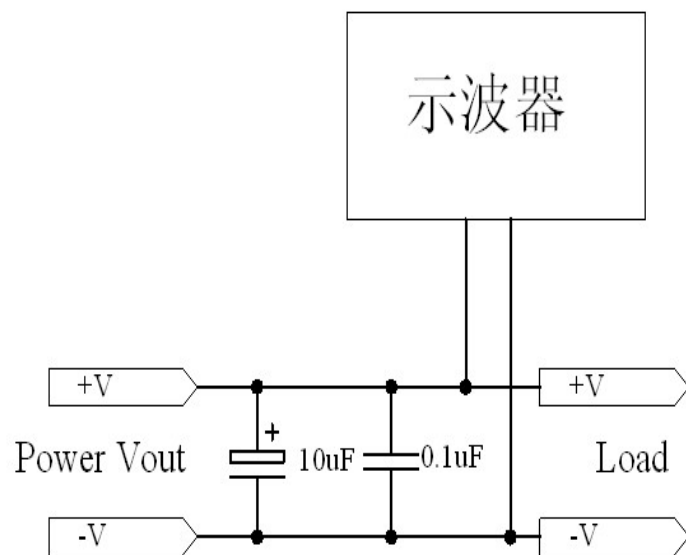 示波器
+V
+V
+
Power Vout
10uF
0.1uF
Load
-V
-V